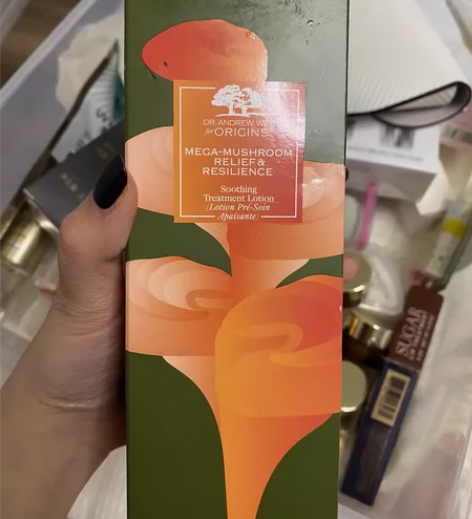 DR. ANDREW
for ORIGINS
MEGA-MUSHROOM
RELIEF &
RESILIENCE
Soothing
Treatment Lotion
(Lotion Pré-Soin
Apaisante)
SUGAR